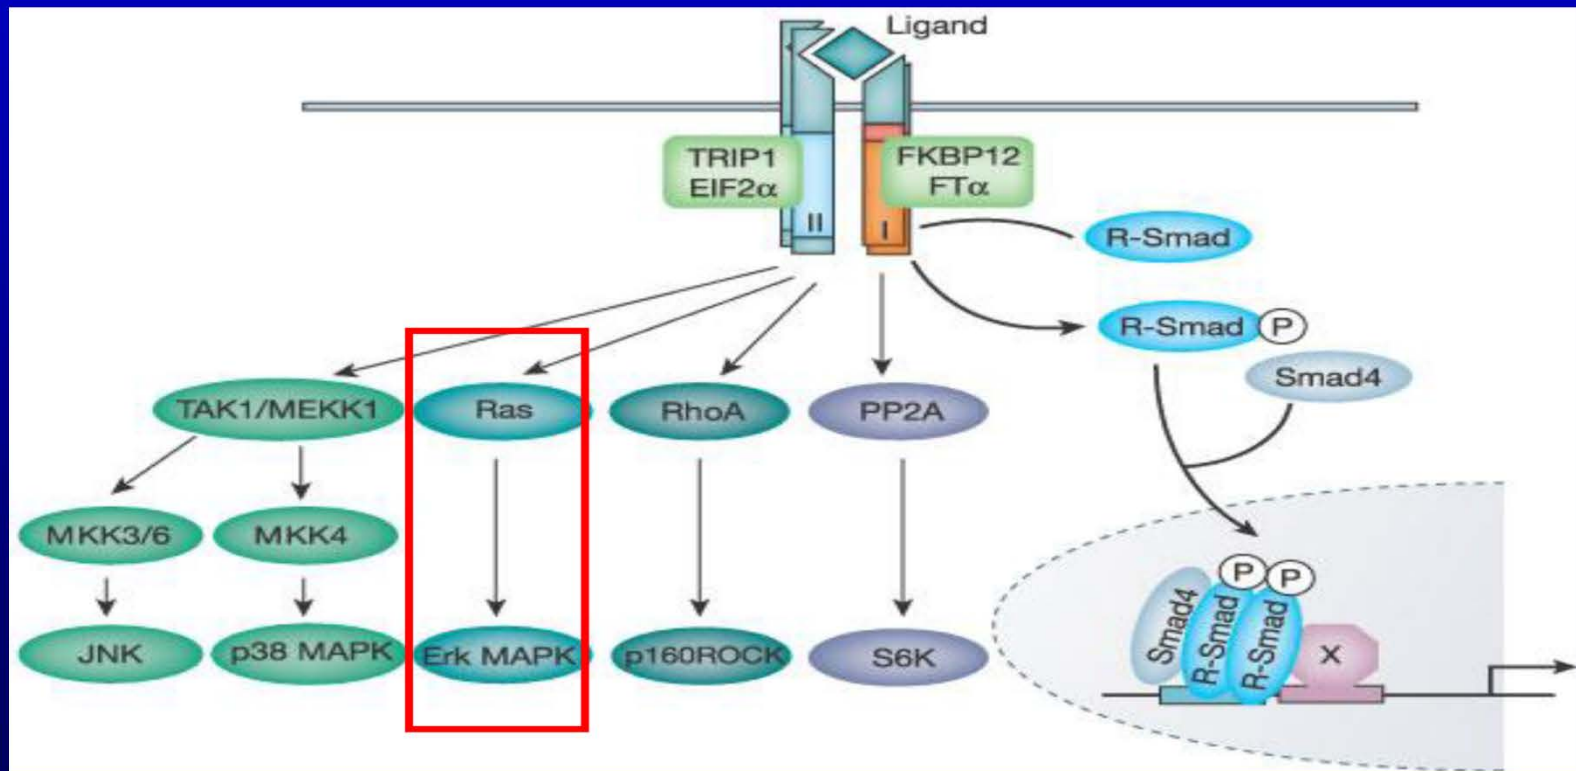 Ligand
TRIP1
EIF2α
FKBP12
FTα
II
I
R-Smad
R-Smad P
Smad4
TAK1/MEKK1
Ras
RhoA
PP2A
MKK3/6
MKK4
JNK
p38 MAPK
Erk MAPK
p160ROCK
S6K
P
P
Smad4
R-Smad
R-Smad
X